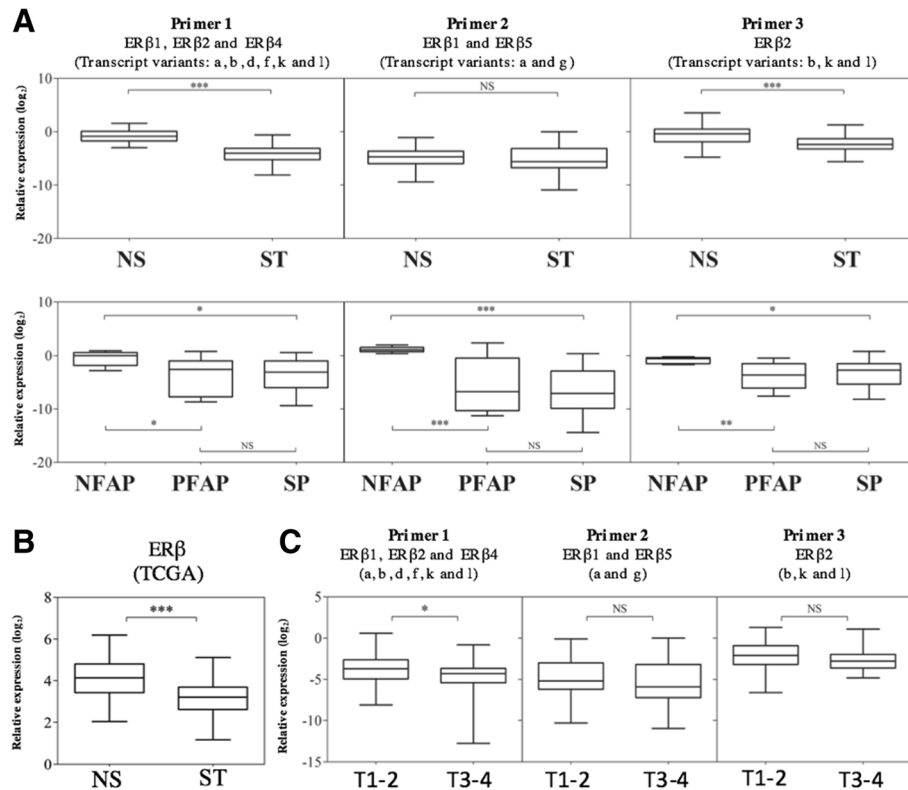 A
Primer 1
ERβ1, ERβ2 and ERβ4
(Transcript variants: a, b, d, f, k and l)
Primer 2
ERβ1 and ERβ5
(Transcript variants: a and g)
Primer 3
ERβ2
(Transcript variants: b, k and l)
Relative expression (log2)
10
0
-10
-20
***
NS
***
NS
ST
NS
ST
NS
ST
Relative expression (log2)
10
0
-10
-20
*
***
*
*
NS
***
NS
**
NS
NFAP
PFAP
SP
NFAP
PFAP
SP
NFAP
PFAP
SP
B
ERβ
(TCGA)
Relative expression (log2)
8
6
4
2
0
***
NS
ST
C
Primer 1
ERβ1, ERβ2 and ERβ4
(a, b, d, f, k and l)
Primer 2
ERβ1 and ERβ5
(a and g)
Primer 3
ERβ2
(b, k and l)
Relative expression (log2)
5
0
-5
-10
-15
*
NS
NS
T1-2
T3-4
T1-2
T3-4
T1-2
T3-4